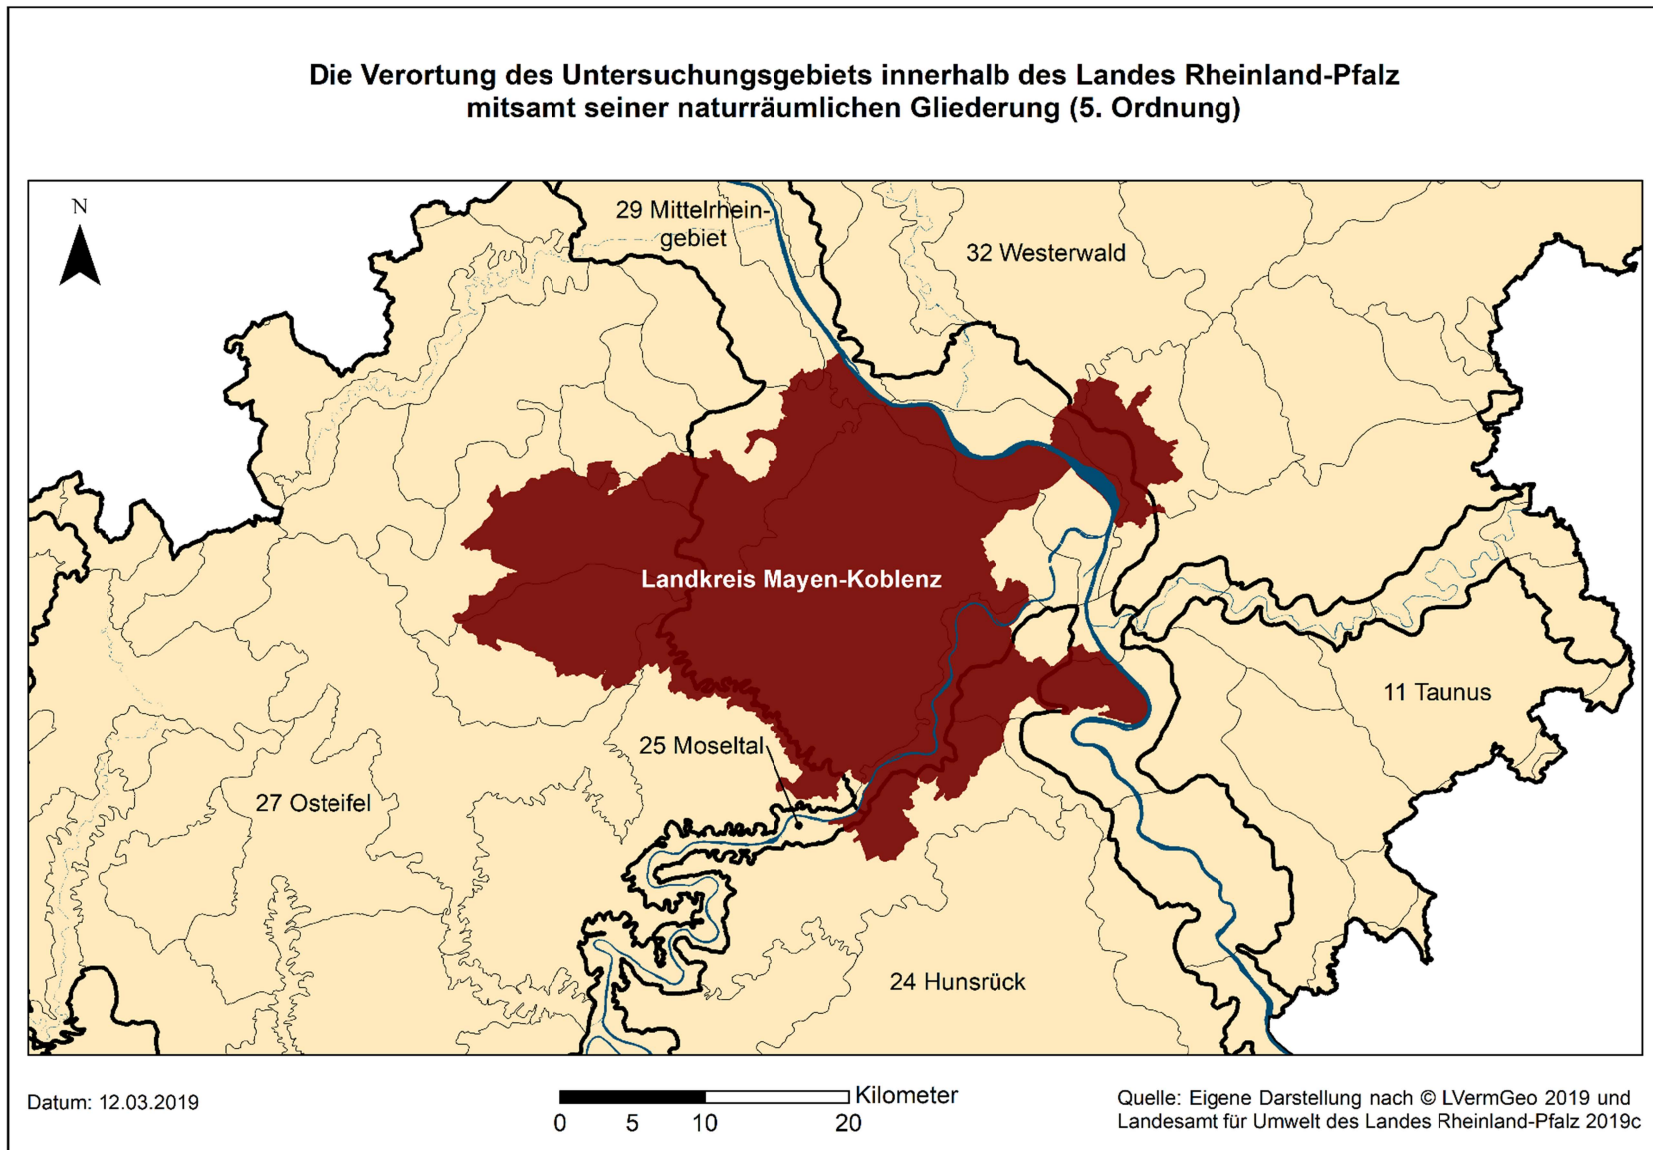 Die Verortung des Untersuchungsgebiets innerhalb des Landes Rheinland-Pfalz
mitsamt seiner naturräumlichen Gliederung (5. Ordnung)
N
29 Mittelrhein-
gebiet
32 Westerwald
Landkreis Mayen-Koblenz
11 Taunus
25 Moseltal
27 Osteifel
24 Hunsrück
Datum: 12.03.2019
Kilometer
0 5 10 20
Quelle: Eigene Darstellung nach © LVermGeo 2019 und
Landesamt für Umwelt des Landes Rheinland-Pfalz 2019c